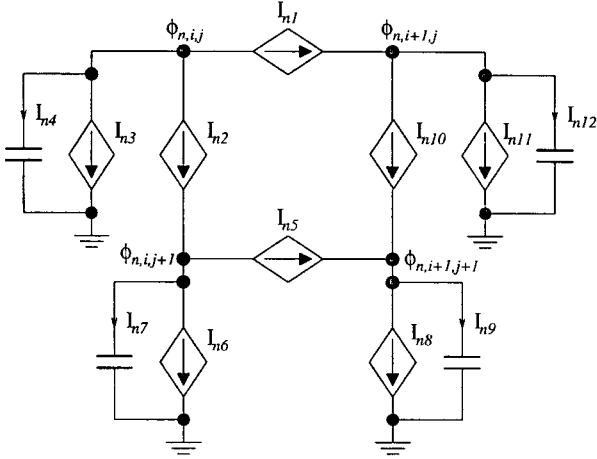 I_{n1}
ϕ_{n,i,j} ϕ_{n,i+1,j}
I_{n4} I_{n3} I_{n2} I_{n10} I_{n11} I_{n12}
I_{n5}
ϕ_{n,i,j+1} ϕ_{n,i+1,j+1}
I_{n7} I_{n6} I_{n8} I_{n9}